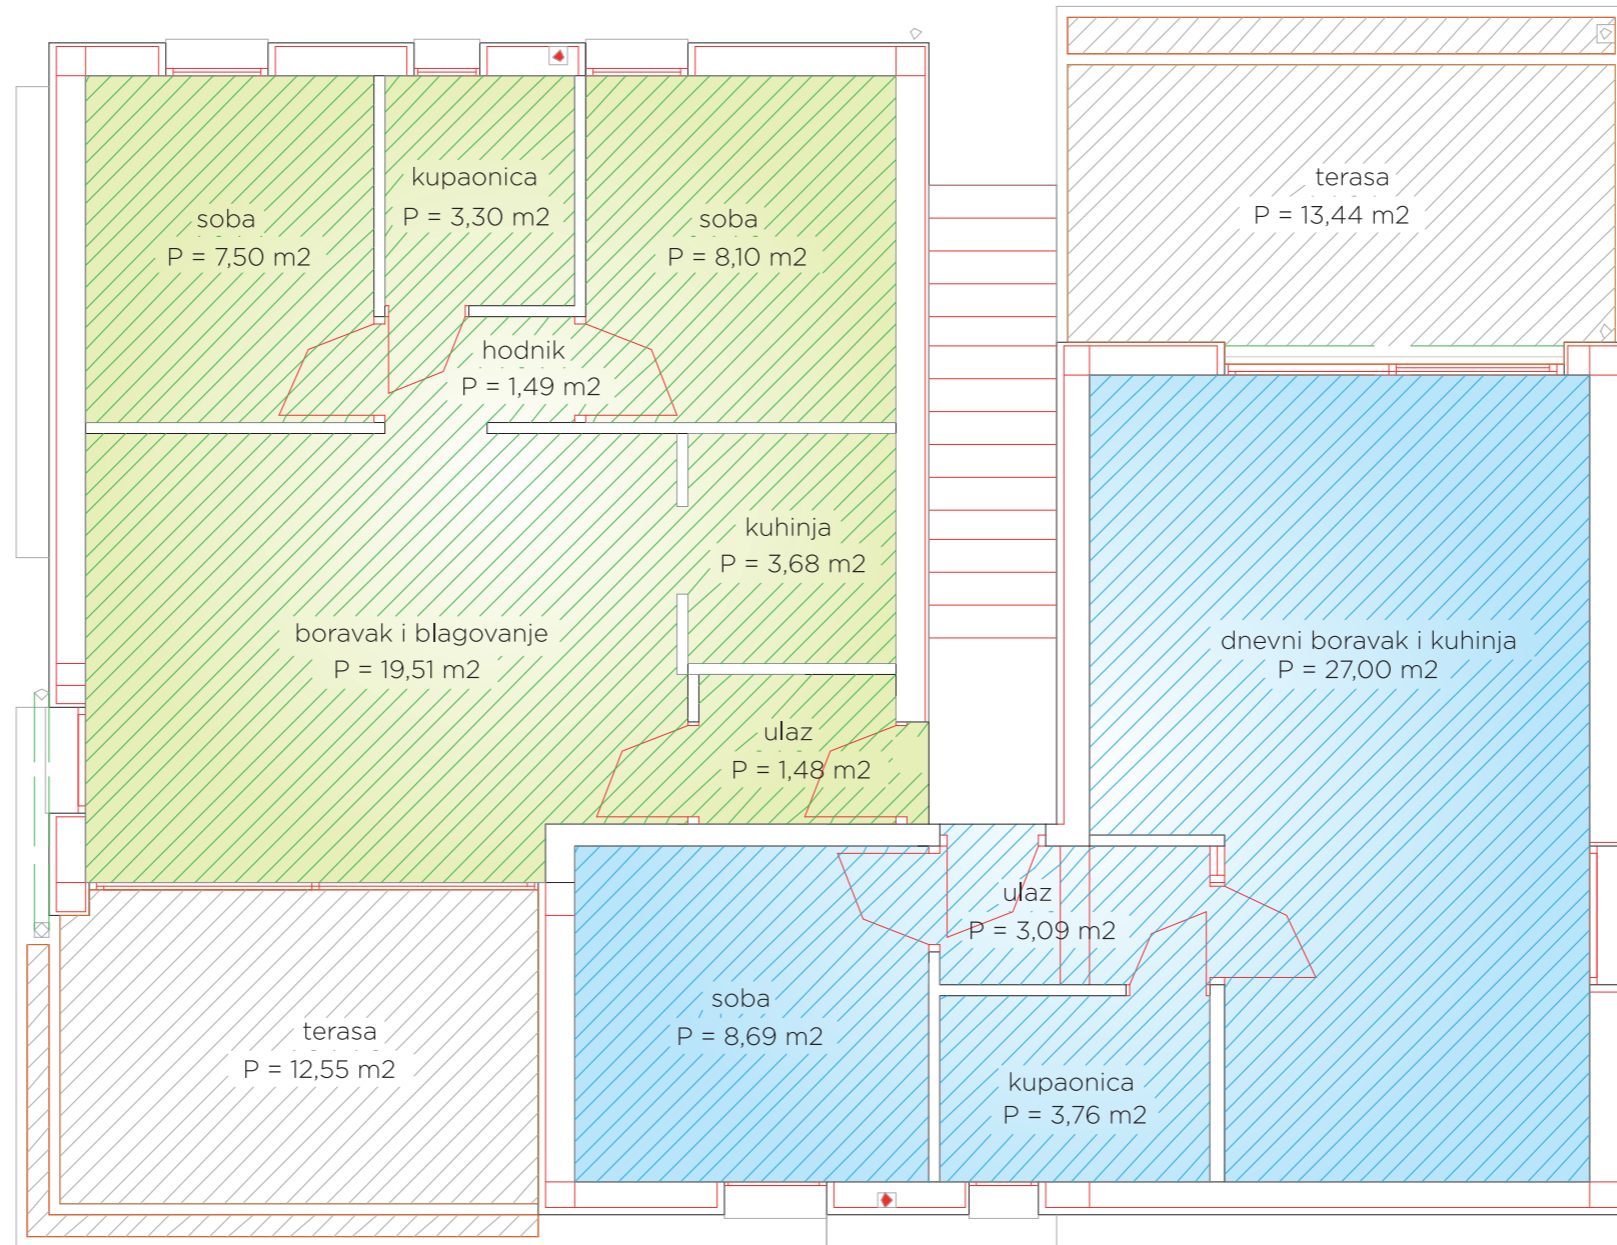 kupaonica
P = 3,30 m2
soba
P = 7,50 m2
soba
P = 8,10 m2
terasa
P = 13,44 m2
hodnik
P = 1,49 m2
kuhinja
P = 3,68 m2
boravak i blagovanje
P = 19,51 m2
dnevni boravak i kuhinja
P = 27,00 m2
ulaz
P = 1,48 m2
ulaz
P = 3,09 m2
soba
P = 8,69 m2
terasa
P = 12,55 m2
kupaonica
P = 3,76 m2